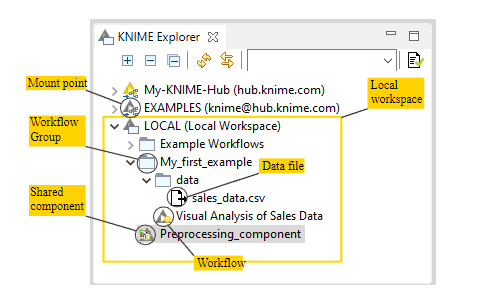 KNIME Explorer
My-KNIME-Hub (hub.knime.com)
Mount point
EXAMPLES (knime@hub.knime.com)
Local
workspace
LOCAL (Local Workspace)
Workflow
Group
Example Workflows
My_first_example
Data file
data
sales_data.csv
Shared
component
Visual Analysis of Sales Data
Preprocessing_component
Workflow